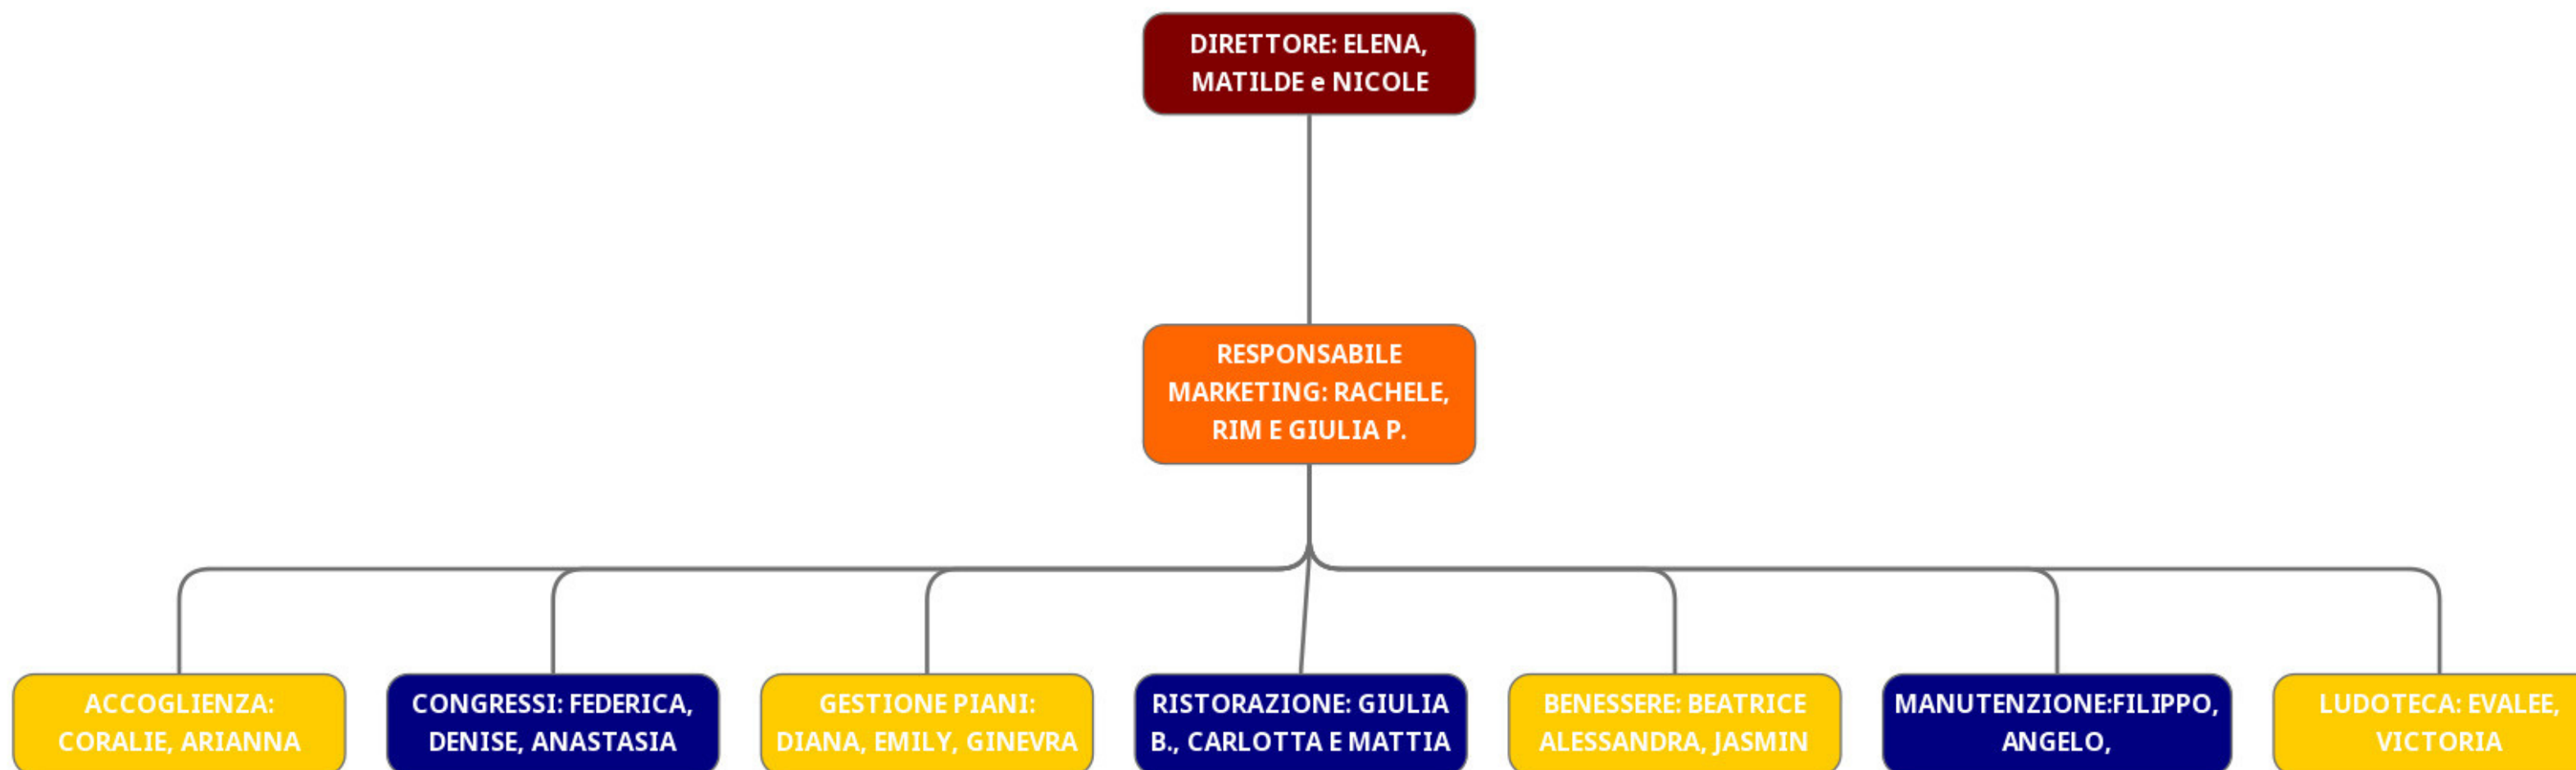 DIRETTORE: ELENA,
MATILDE e NICOLE
RESPONSABILE
MARKETING: RACHELE,
RIM E GIULIA P.
ACCOGLIENZA:
CORALIE, ARIANNA
CONGRESSI: FEDERICA,
DENISE, ANASTASIA
GESTIONE PIANI:
DIANA, EMILY, GINEVRA
RISTORAZIONE: GIULIA
B., CARLOTTA E MATTIA
BENESSERE: BEATRICE
ALESSANDRA, JASMIN
MANUTENZIONE:FILIPPO,
ANGELO,
LUDOTECA: EVALEE,
VICTORIA